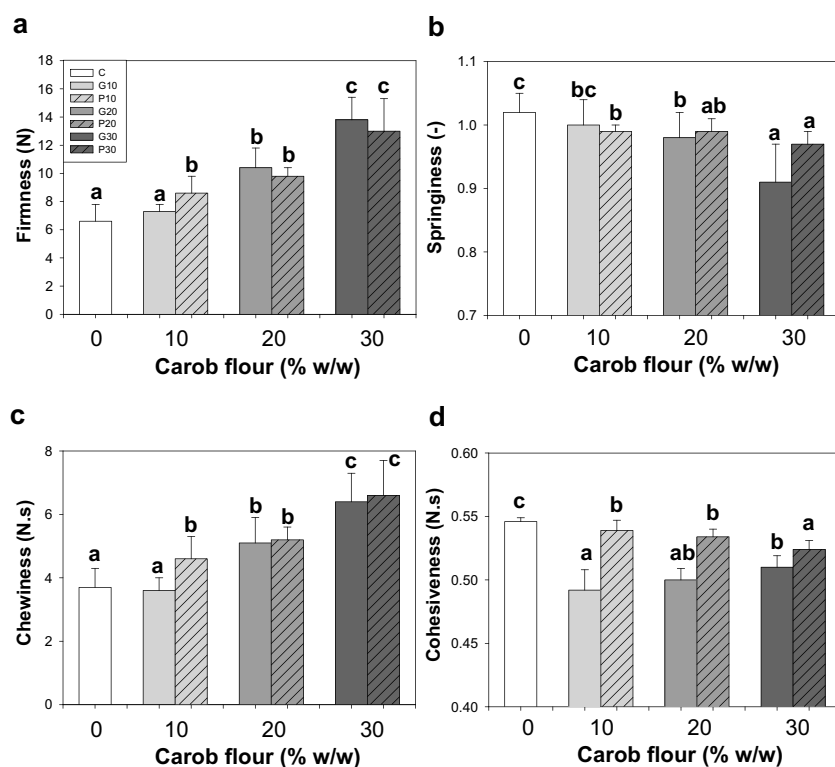 a
Firmness (N)
18
16
14
12
10
8
6
4
2
0
C
G10
P10
G20
P20
G30
P30
a
a
b
b
b
c
c
0 10 20 30
Carob flour (% w/w)
b
Springiness (-)
1.1
1.0
0.9
0.8
0.7
c
bc
b
b
ab
a
a
0 10 20 30
Carob flour (% w/w)
c
Chewiness (N.s)
8
6
4
2
0
a
a
b
b
b
c
c
0 10 20 30
Carob flour (% w/w)
d
Cohesiveness (N.s)
0.60
0.55
0.50
0.45
0.40
c
a
b
ab
b
b
a
0 10 20 30
Carob flour (% w/w)